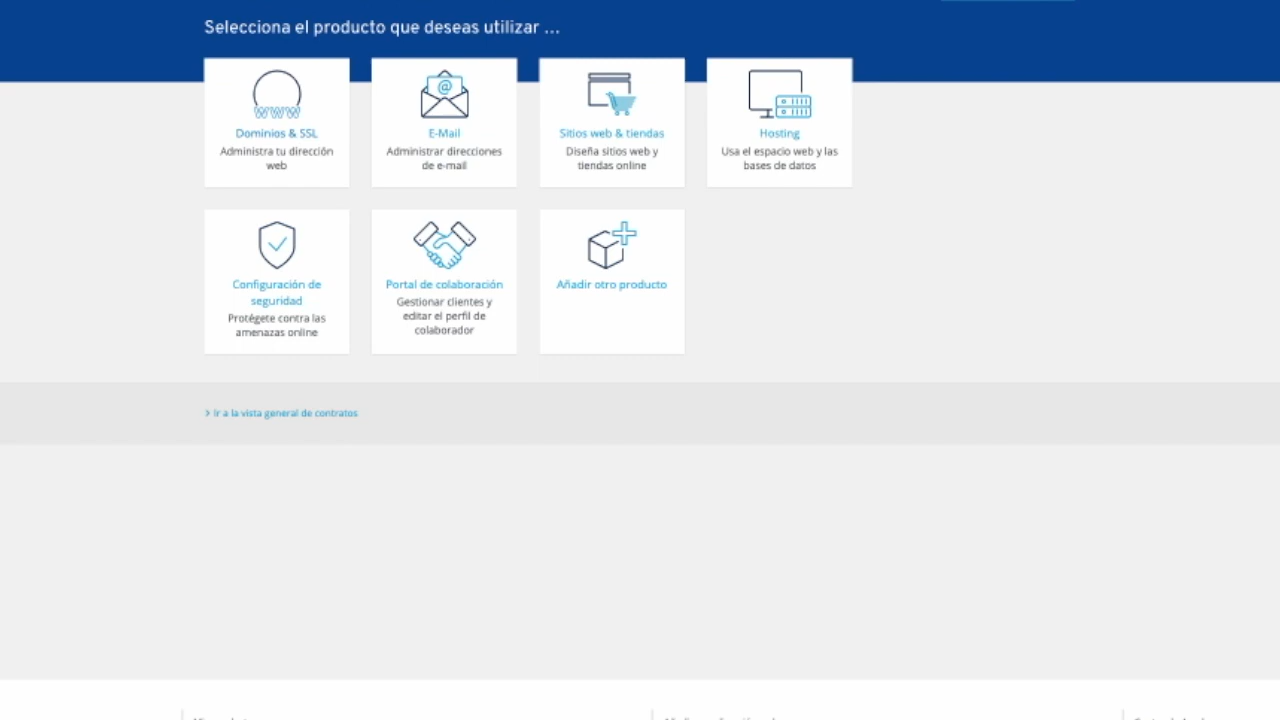 Selecciona el producto que deseas utilizar ...
WWW
@
Dominios & SSL
Administra tu dirección
web
E-Mail
Administrar direcciones
de e-mail
Sitios web & tiendas
Diseña sitios web y
tiendas online
Hosting
Usa el espacio web y las
bases de datos
Configuración de
seguridad
Protégete contra las
amenazas online
Portal de colaboración
Gestionar clientes y
editar el perfil de
colaborador
Añadir otro producto
> Ir a la vista general de contratos